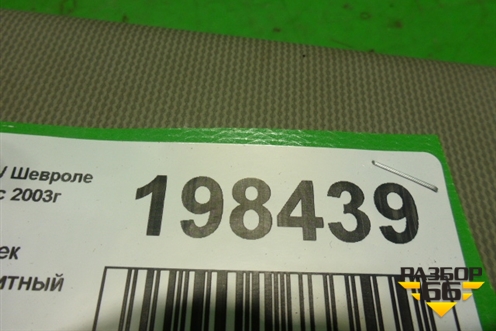 / Шевроле
с 2003г
198439
ек
итный
РАЗБОР
66